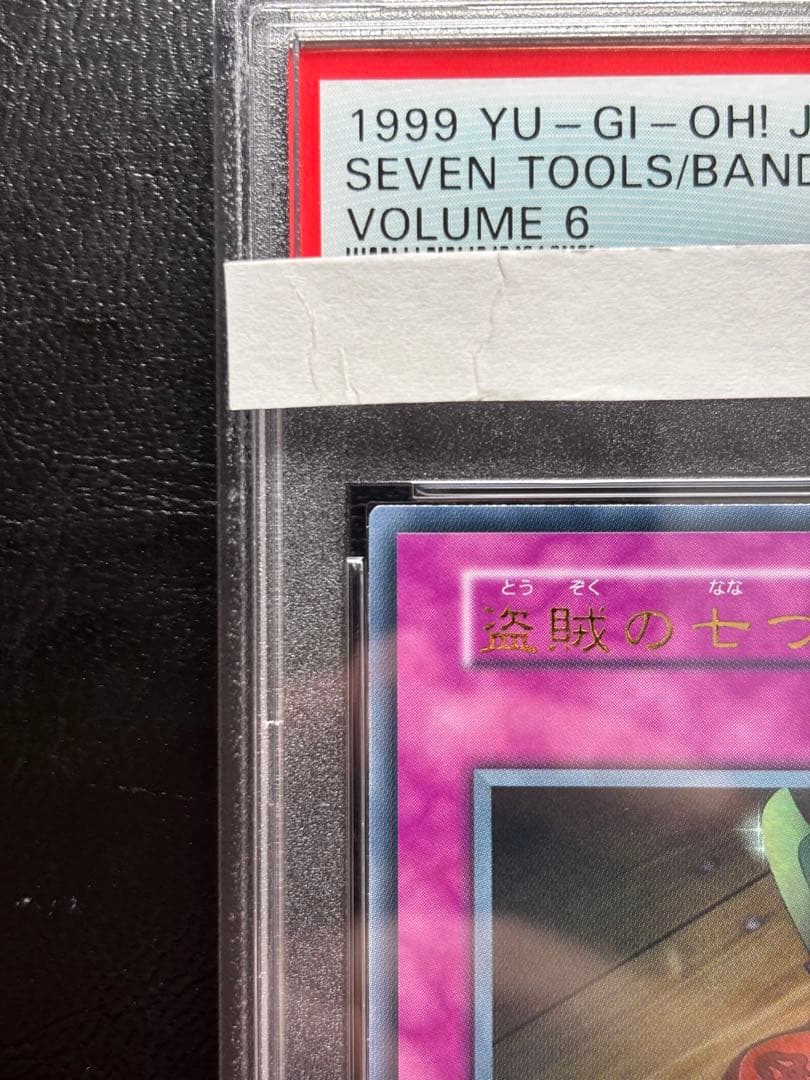 1999 YU-GI-OH! J
SEVEN TOOLS/BAND
VOLUME 6
とう ぞく なな
盗賊の七つ